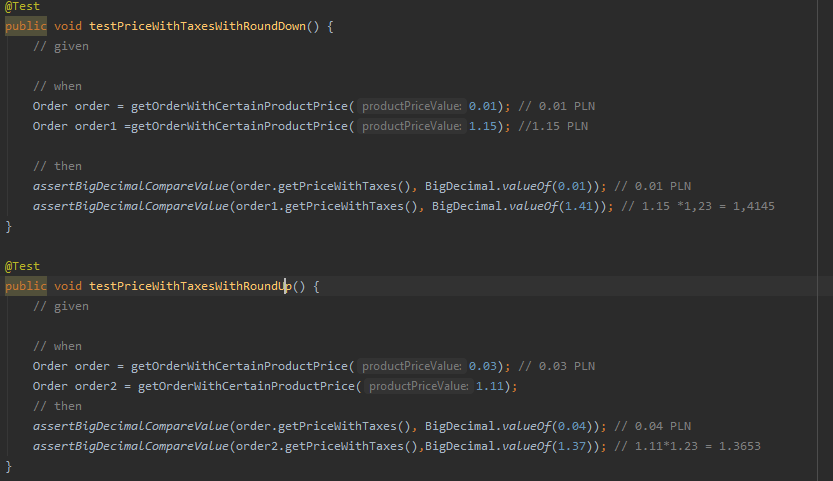 @Test
public void testPriceWithTaxesWithRoundDown() {
// given
// when
Order order = getOrderWithCertainProductPrice( productPriceValue: 0.01); // 0.01 PLN
Order order1 =getOrderWithCertainProductPrice( productPriceValue: 1.15); //1.15 PLN
// then
assertBigDecimalCompareValue(order.getPriceWithTaxes(), BigDecimal.valueOf(0.01)); // 0.01 PLN
assertBigDecimalCompareValue(order1.getPriceWithTaxes(), BigDecimal.valueOf(1.41)); // 1.15 *1,23 = 1,4145
}
@Test
public void testPriceWithTaxesWithRoundUp() {
// given
// when
Order order = getOrderWithCertainProductPrice( productPriceValue: 0.03); // 0.03 PLN
Order order2 = getOrderWithCertainProductPrice( productPriceValue: 1.11);
// then
assertBigDecimalCompareValue(order.getPriceWithTaxes(), BigDecimal.valueOf(0.04)); // 0.04 PLN
assertBigDecimalCompareValue(order2.getPriceWithTaxes(),BigDecimal.valueOf(1.37)); // 1.11*1.23 = 1.3653
}